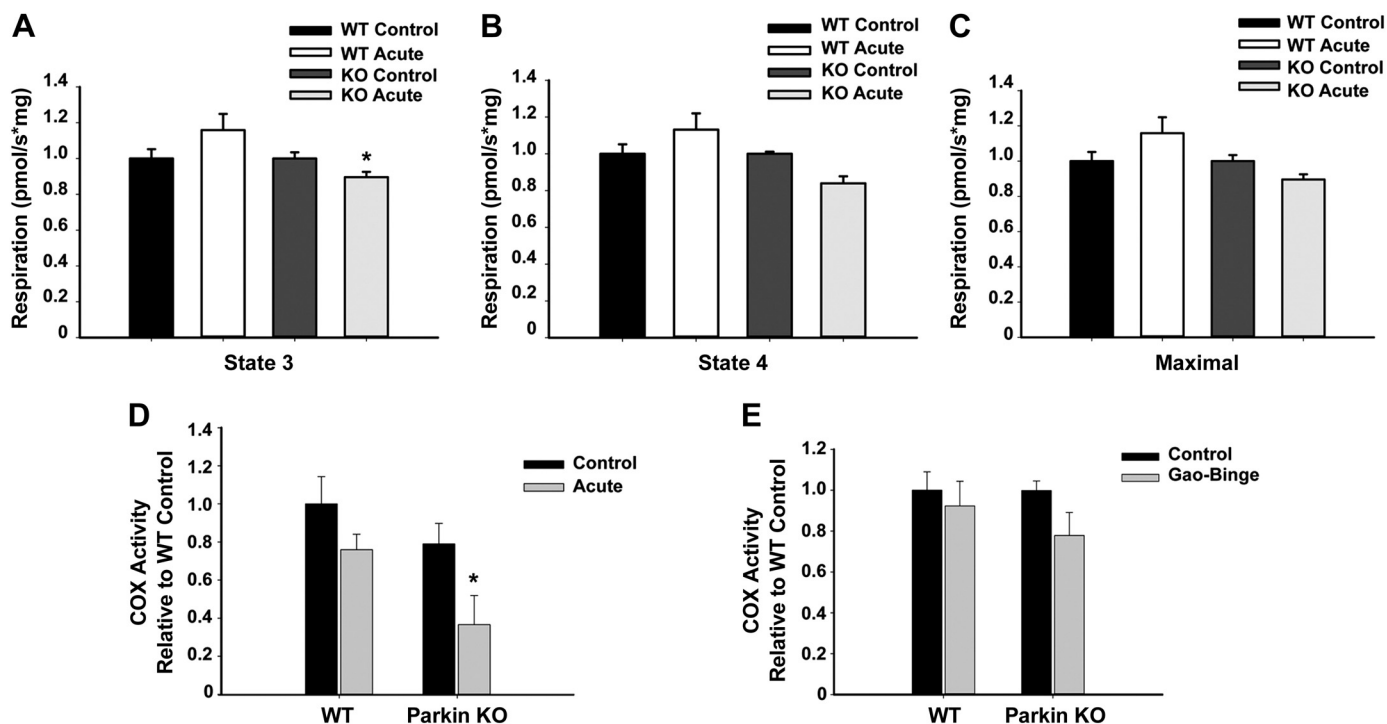 A
WT Control
WT Acute
KO Control
KO Acute
Respiration (pmol/s*mg)
1.4
1.2
1.0
0.8
0.6
0.4
0.2
0
*
State 3
B
WT Control
WT Acute
KO Control
KO Acute
Respiration (pmol/s*mg)
1.4
1.2
1.0
0.8
0.6
0.4
0.2
0
State 4
C
WT Control
WT Acute
KO Control
KO Acute
Respiration (pmol/s*mg)
1.4
1.2
1.0
0.8
0.6
0.4
0.2
0
Maximal
D
Control
Acute
COX Activity
Relative to WT Control
1.4
1.2
1.0
0.8
0.6
0.4
0.2
0
*
WT Parkin KO
E
Control
Gao-Binge
COX Activity
Relative to WT Control
1.2
1.0
0.8
0.6
0.4
0.2
0
WT Parkin KO